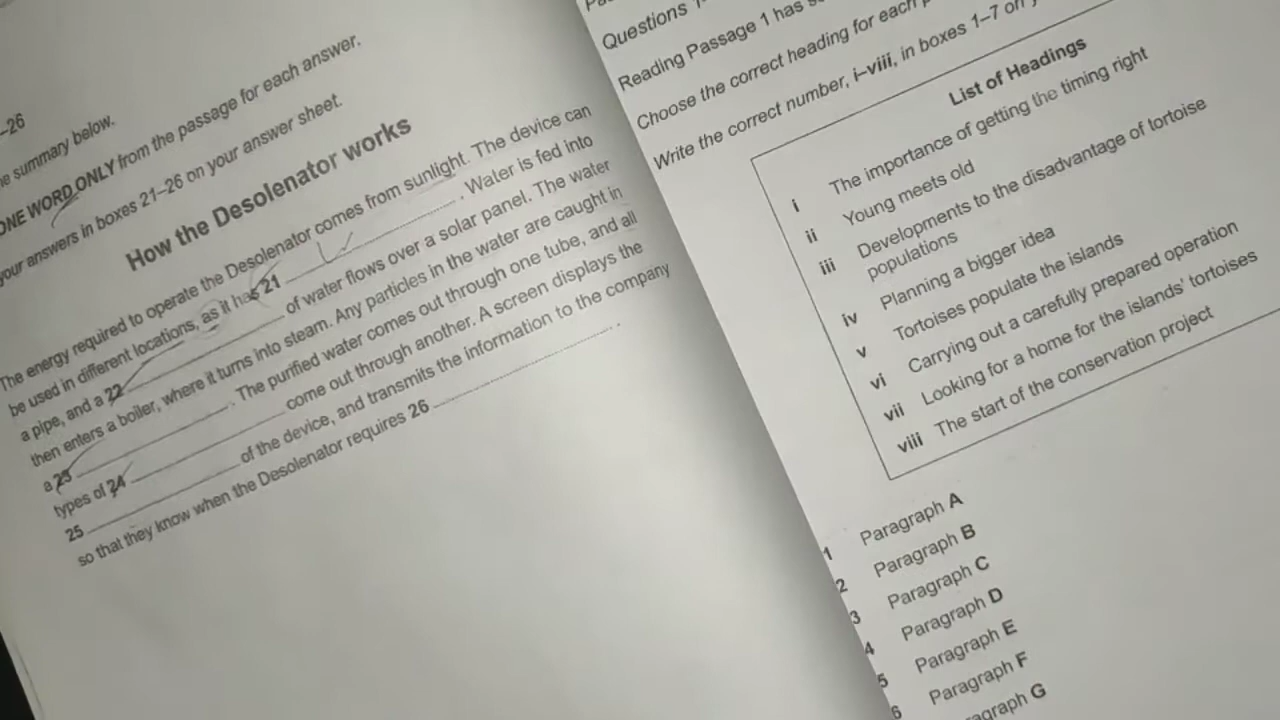 –26
summary below.
ONE WORD ONLY from the passage for each answer.
your answers in boxes 21–26 on your answer sheet.
How the Desolenator works
The energy required to operate the Desolenator comes from sunlight. The device can
be used in different locations, as it has 21 . Water is fed into
a pipe, and a 22 of water flows over a solar panel. The water
then enters a boiler, where it turns into steam. Any particles in the water are caught in
a 23 . The purified water comes out through one tube, and all
types of 24 come out through another. A screen displays the
25 of the device, and transmits the information to the company
so that they know when the Desolenator requires 26 .
Questions
Reading Passage 1 has
Choose the correct heading for each
Write the correct number, i–viii, in boxes 1–7 on
List of Headings
i The importance of getting the timing right
ii Young meets old
iii Developments to the disadvantage of tortoise
populations
iv Planning a bigger idea
v Tortoises populate the islands
vi Carrying out a carefully prepared operation
vii Looking for a home for the islands' tortoises
viii The start of the conservation project
1 Paragraph A
2 Paragraph B
3 Paragraph C
4 Paragraph D
5 Paragraph E
6 Paragraph F
aragraph G